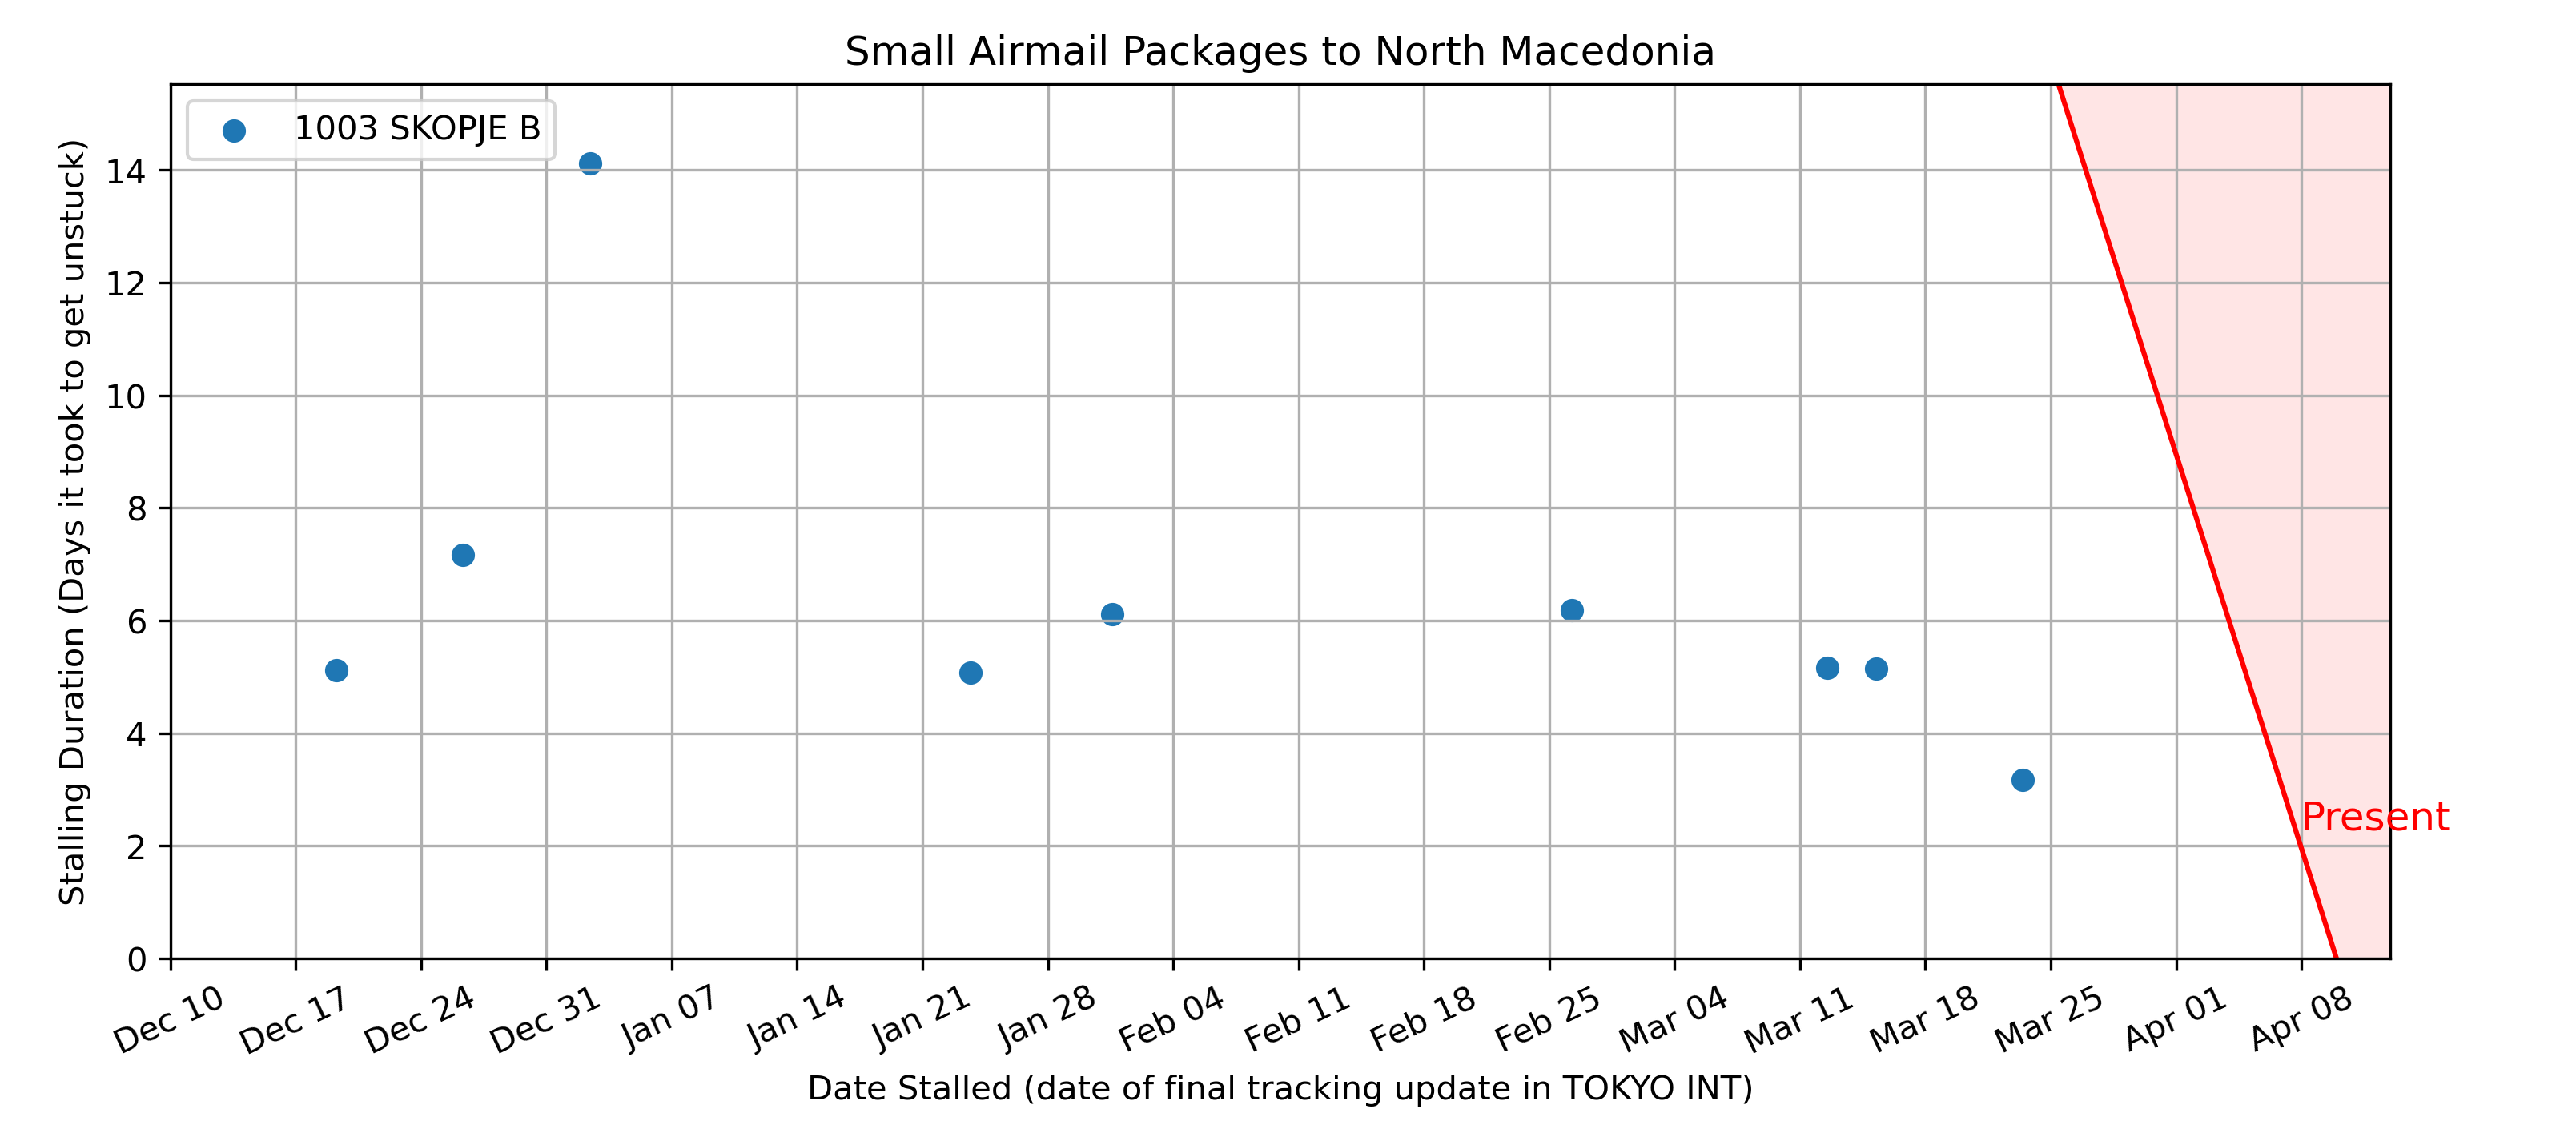 Small Airmail Packages to North Macedonia
1003 SKOPJE B
Stalling Duration (Days it took to get unstuck)
14
12
10
8
6
4
2
0
Present
Dec 10
Dec 17
Dec 24
Dec 31
Jan 07
Jan 14
Jan 21
Jan 28
Feb 04
Feb 11
Feb 18
Feb 25
Mar 04
Mar 11
Mar 18
Mar 25
Apr 01
Apr 08
Date Stalled (date of final tracking update in TOKYO INT)